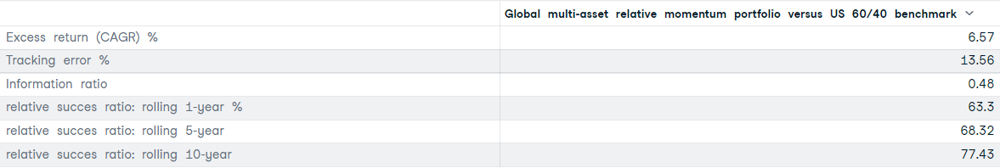 Global multi-asset relative momentum portfolio versus US 60/40 benchmark
Excess return (CAGR) % 6.57
Tracking error % 13.56
Information ratio 0.48
relative succes ratio: rolling 1-year % 63.3
relative succes ratio: rolling 5-year 68.32
relative succes ratio: rolling 10-year 77.43